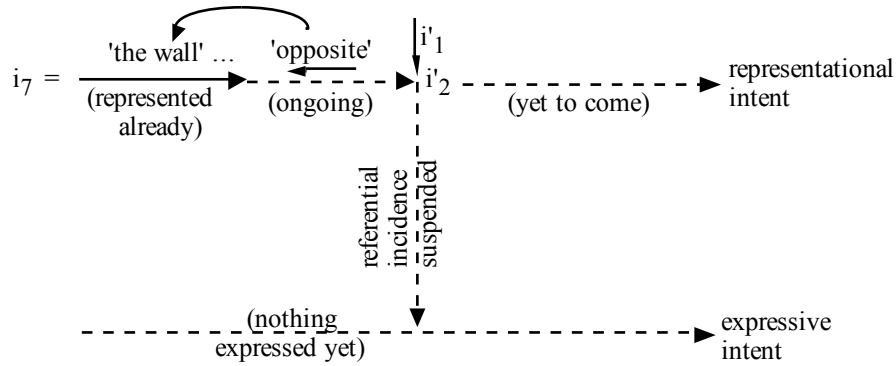 'the wall' ... 'opposite' i'1
i7 = i'2
(represented already) (ongoing) (yet to come) representational intent
referential incidence suspended
(nothing expressed yet) expressive intent